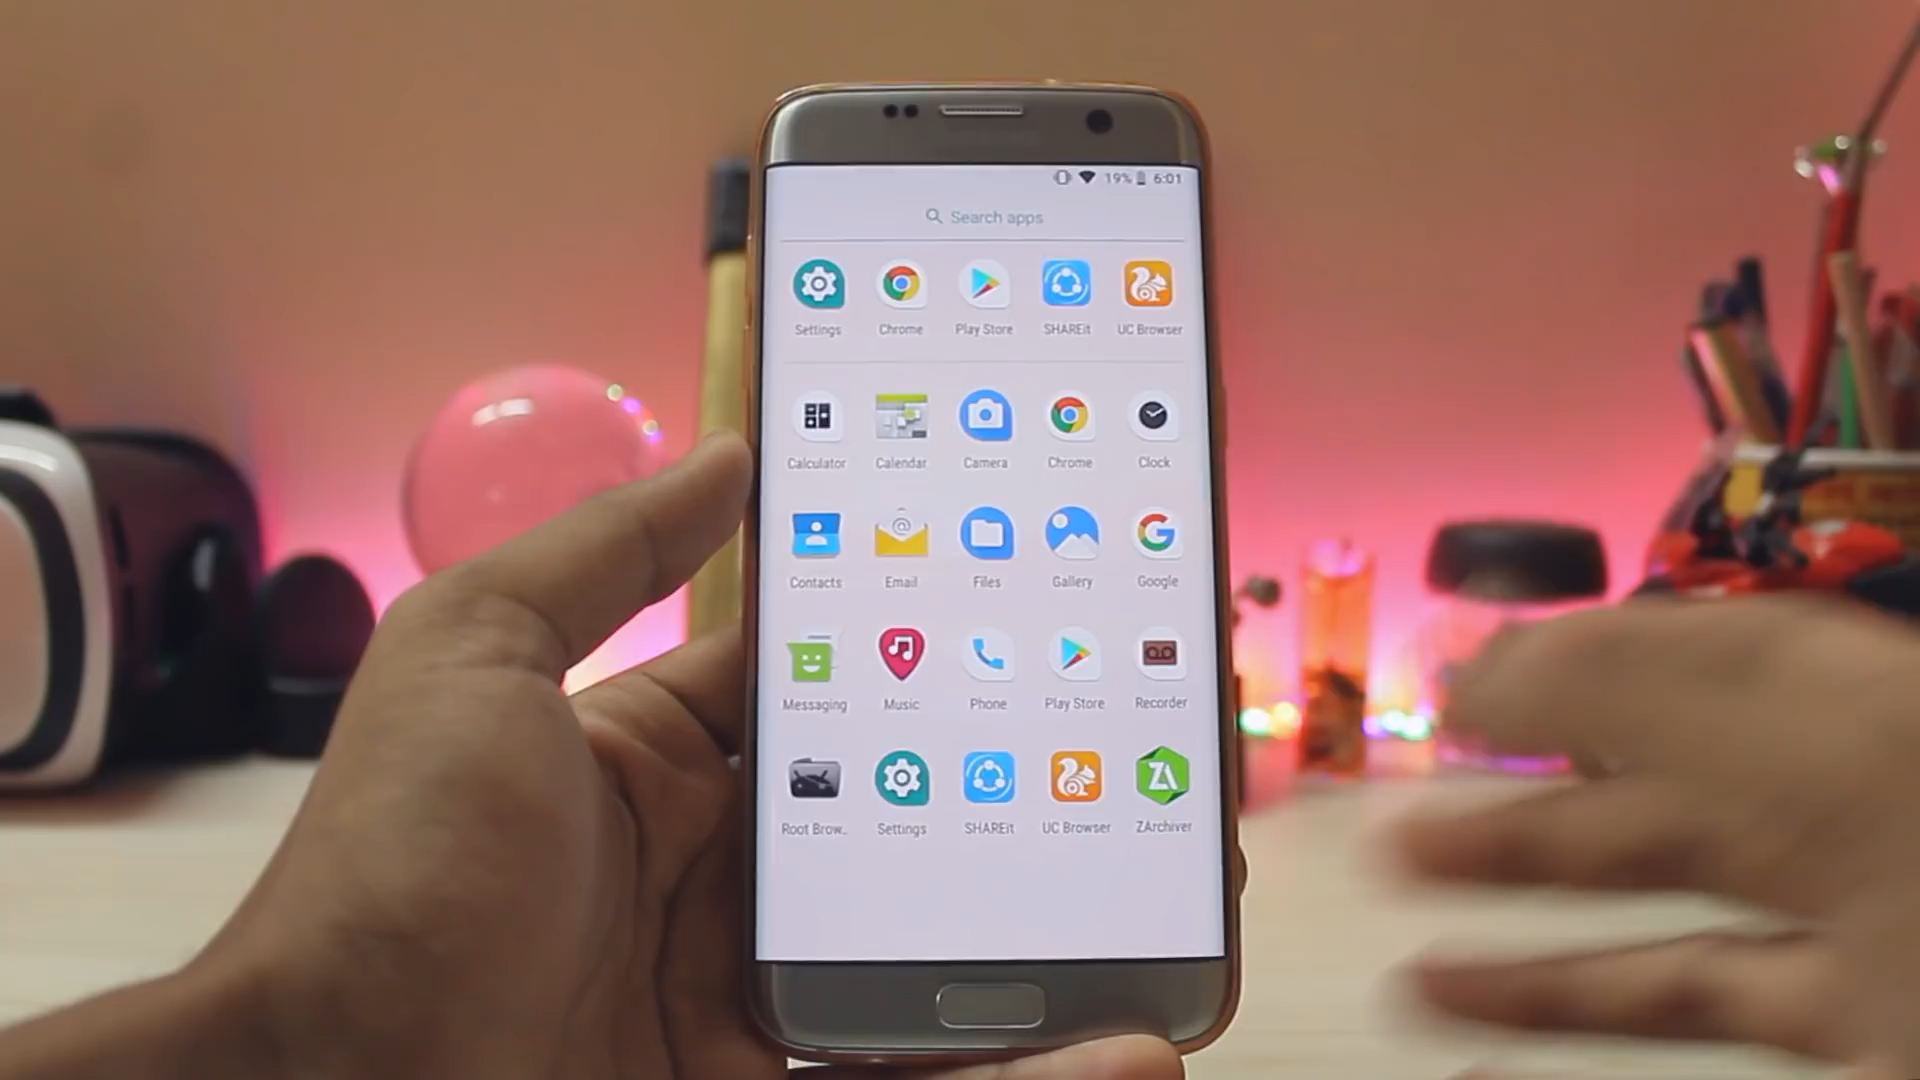 19% 6:01
Search apps
Settings Chrome Play Store SHAREit UC Browser
Calculator Calendar Camera Chrome Clock
Contacts Email Files Gallery Google
Messaging Music Phone Play Store Recorder
Root Brow.. Settings SHAREit UC Browser ZArchiver